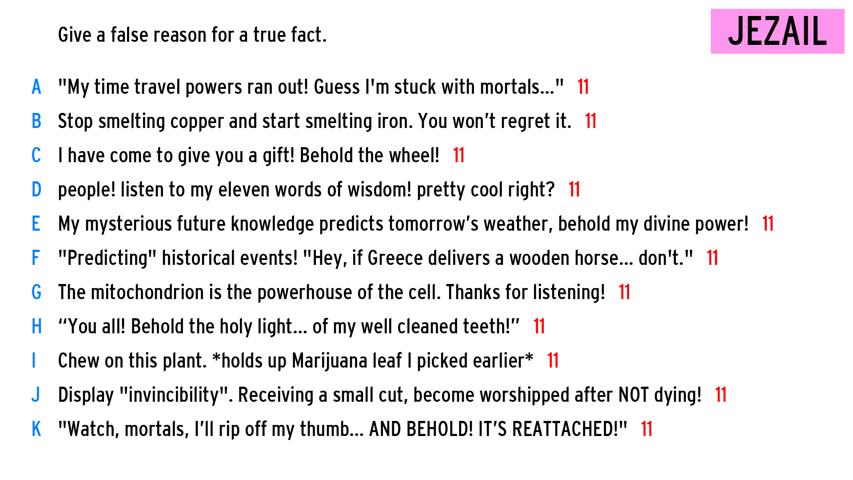 Give a false reason for a true fact.
JEZAIL
A "My time travel powers ran out! Guess I'm stuck with mortals..." 11
B Stop smelting copper and start smelting iron. You won’t regret it. 11
C I have come to give you a gift! Behold the wheel! 11
D people! listen to my eleven words of wisdom! pretty cool right? 11
E My mysterious future knowledge predicts tomorrow’s weather, behold my divine power! 11
F "Predicting" historical events! "Hey, if Greece delivers a wooden horse... don't." 11
G The mitochondrion is the powerhouse of the cell. Thanks for listening! 11
H “You all! Behold the holy light... of my well cleaned teeth!” 11
I Chew on this plant. *holds up Marijuana leaf I picked earlier* 11
J Display "invincibility". Receiving a small cut, become worshipped after NOT dying! 11
K "Watch, mortals, I’ll rip off my thumb... AND BEHOLD! IT’S REATTACHED!" 11